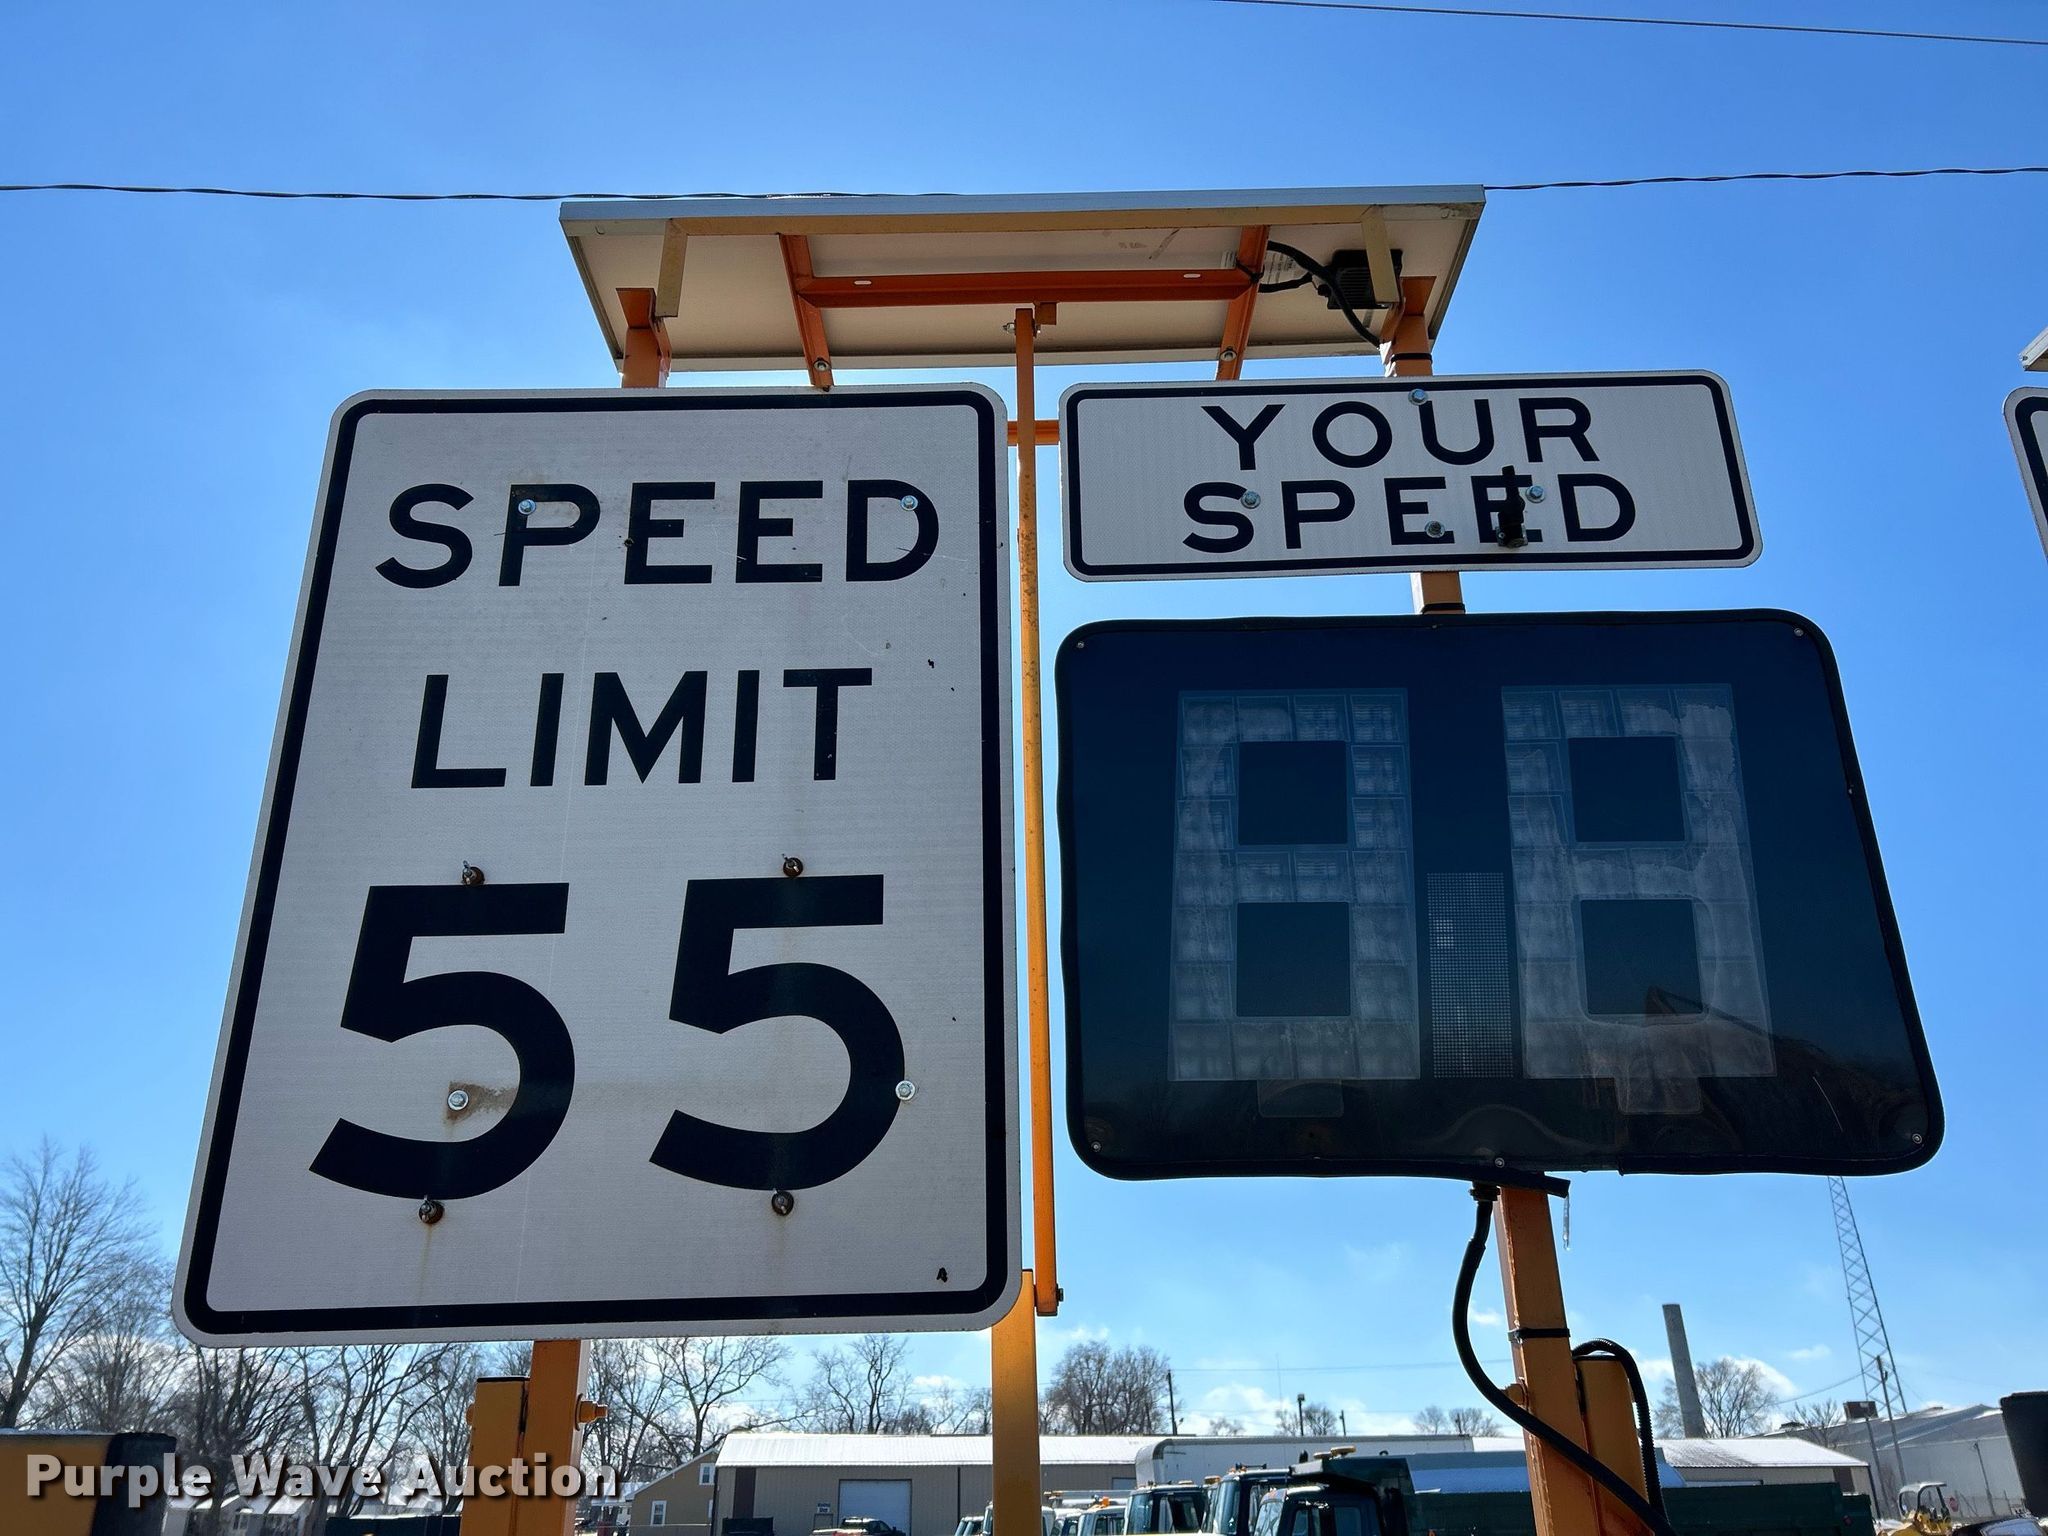 SPEED
LIMIT
55
YOUR
SPEED
Purple Wave Auction